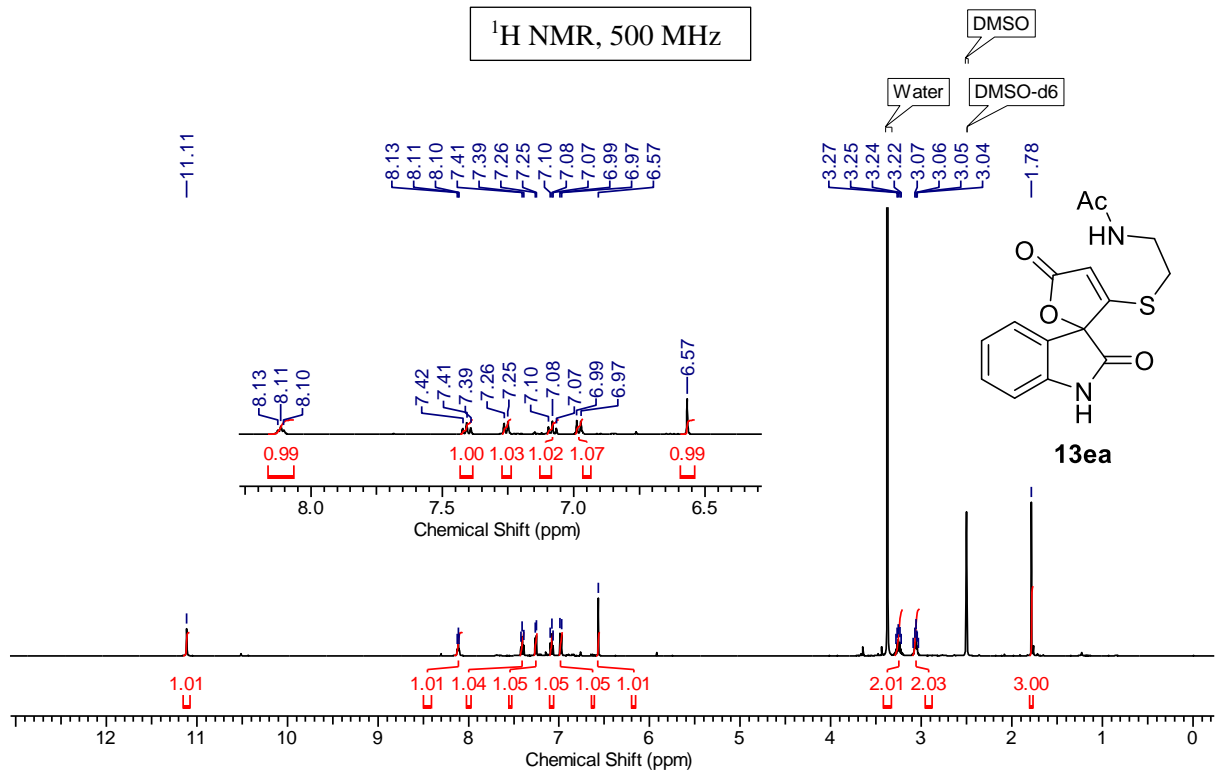 ¹H NMR, 500 MHz
DMSO
Water
DMSO-d6
11.11
8.13
8.11
8.10
7.41
7.39
7.26
7.25
7.10
7.08
7.07
6.99
6.97
6.57
3.27
3.25
3.24
3.22
3.07
3.06
3.05
3.04
1.78
Ac
HN
O
O
S
O
N
H
13ea
8.13
8.11
8.10
7.42
7.41
7.39
7.26
7.25
7.10
7.08
7.07
6.99
6.97
6.57
0.99 1.00 1.03 1.02 1.07 0.99
8.0 7.5 7.0 6.5
Chemical Shift (ppm)
1.01 1.01 1.04 1.05 1.05 1.05 1.01 2.01 2.03 3.00
12 11 10 9 8 7 6 5 4 3 2 1 0
Chemical Shift (ppm)